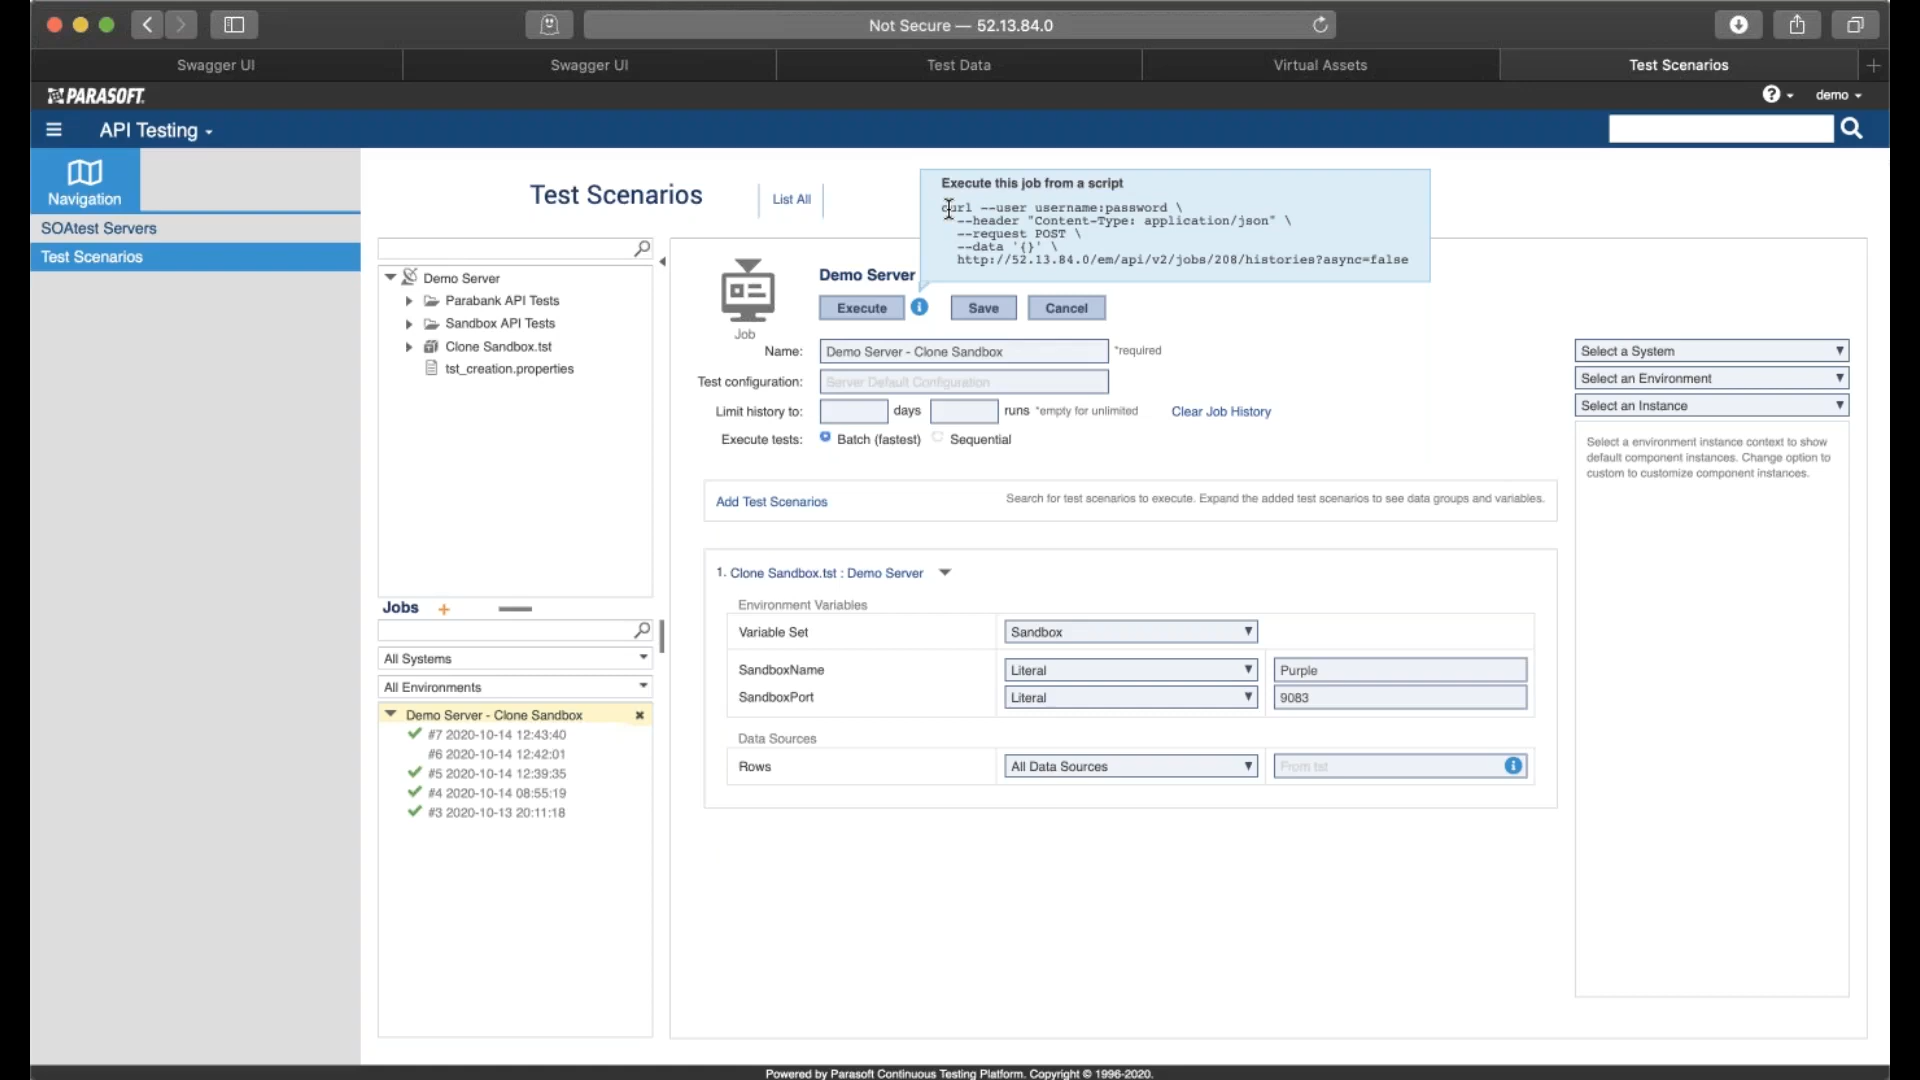 Not Secure — 52.13.84.0
Swagger UI
Swagger UI
Test Data
Virtual Assets
Test Scenarios
PARASOFT.
demo
API Testing
Navigation
SOAtest Servers
Test Scenarios
Test Scenarios
List All
Execute this job from a script
curl --user username:password \
--header "Content-Type: application/json" \
--request POST \
--data '{}' \
http://52.13.84.0/em/api/v2/jobs/208/histories?async=false
Demo Server
Parabank API Tests
Sandbox API Tests
Clone Sandbox.tst
tst_creation.properties
Jobs +
All Systems
All Environments
Demo Server - Clone Sandbox
#7 2020-10-14 12:43:40
#6 2020-10-14 12:42:01
#5 2020-10-14 12:39:35
#4 2020-10-14 08:55:19
#3 2020-10-13 20:11:18
Job
Demo Server
Execute
Save
Cancel
Name:
Demo Server - Clone Sandbox
*required
Test configuration:
Server Default Configuration
Limit history to:
days
runs *empty for unlimited
Clear Job History
Execute tests:
Batch (fastest)
Sequential
Add Test Scenarios
Search for test scenarios to execute. Expand the added test scenarios to see data groups and variables.
1. Clone Sandbox.tst : Demo Server
Environment Variables
Variable Set
Sandbox
SandboxName
Literal
Purple
SandboxPort
Literal
9083
Data Sources
Rows
All Data Sources
From tst
Select a System
Select an Environment
Select an Instance
Select a environment instance context to show
default component instances. Change option to
custom to customize component instances.
Powered by Parasoft Continuous Testing Platform. Copyright © 1996-2020.